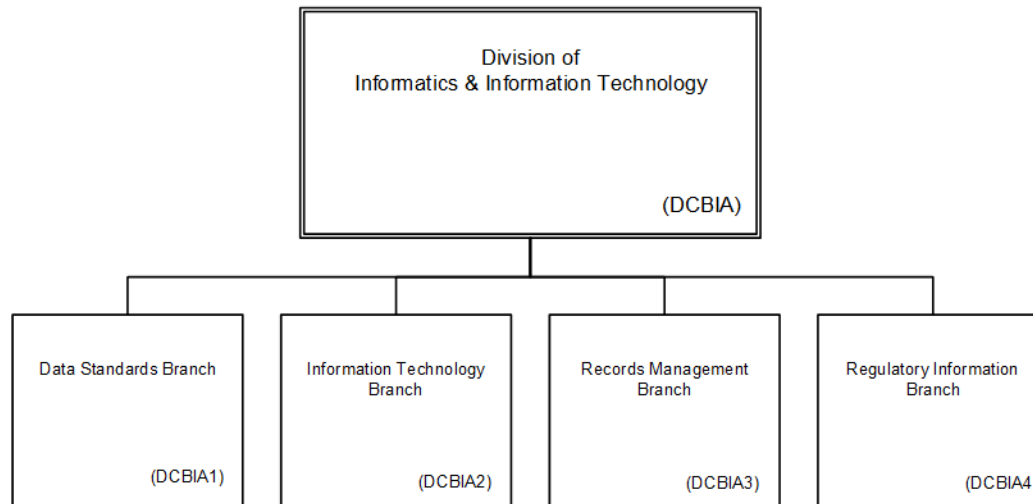 Division of
Informatics & Information Technology
(DCBIA)
Data Standards Branch
(DCBIA1)
Information Technology
Branch
(DCBIA2)
Records Management
Branch
(DCBIA3)
Regulatory Information
Branch
(DCBIA4